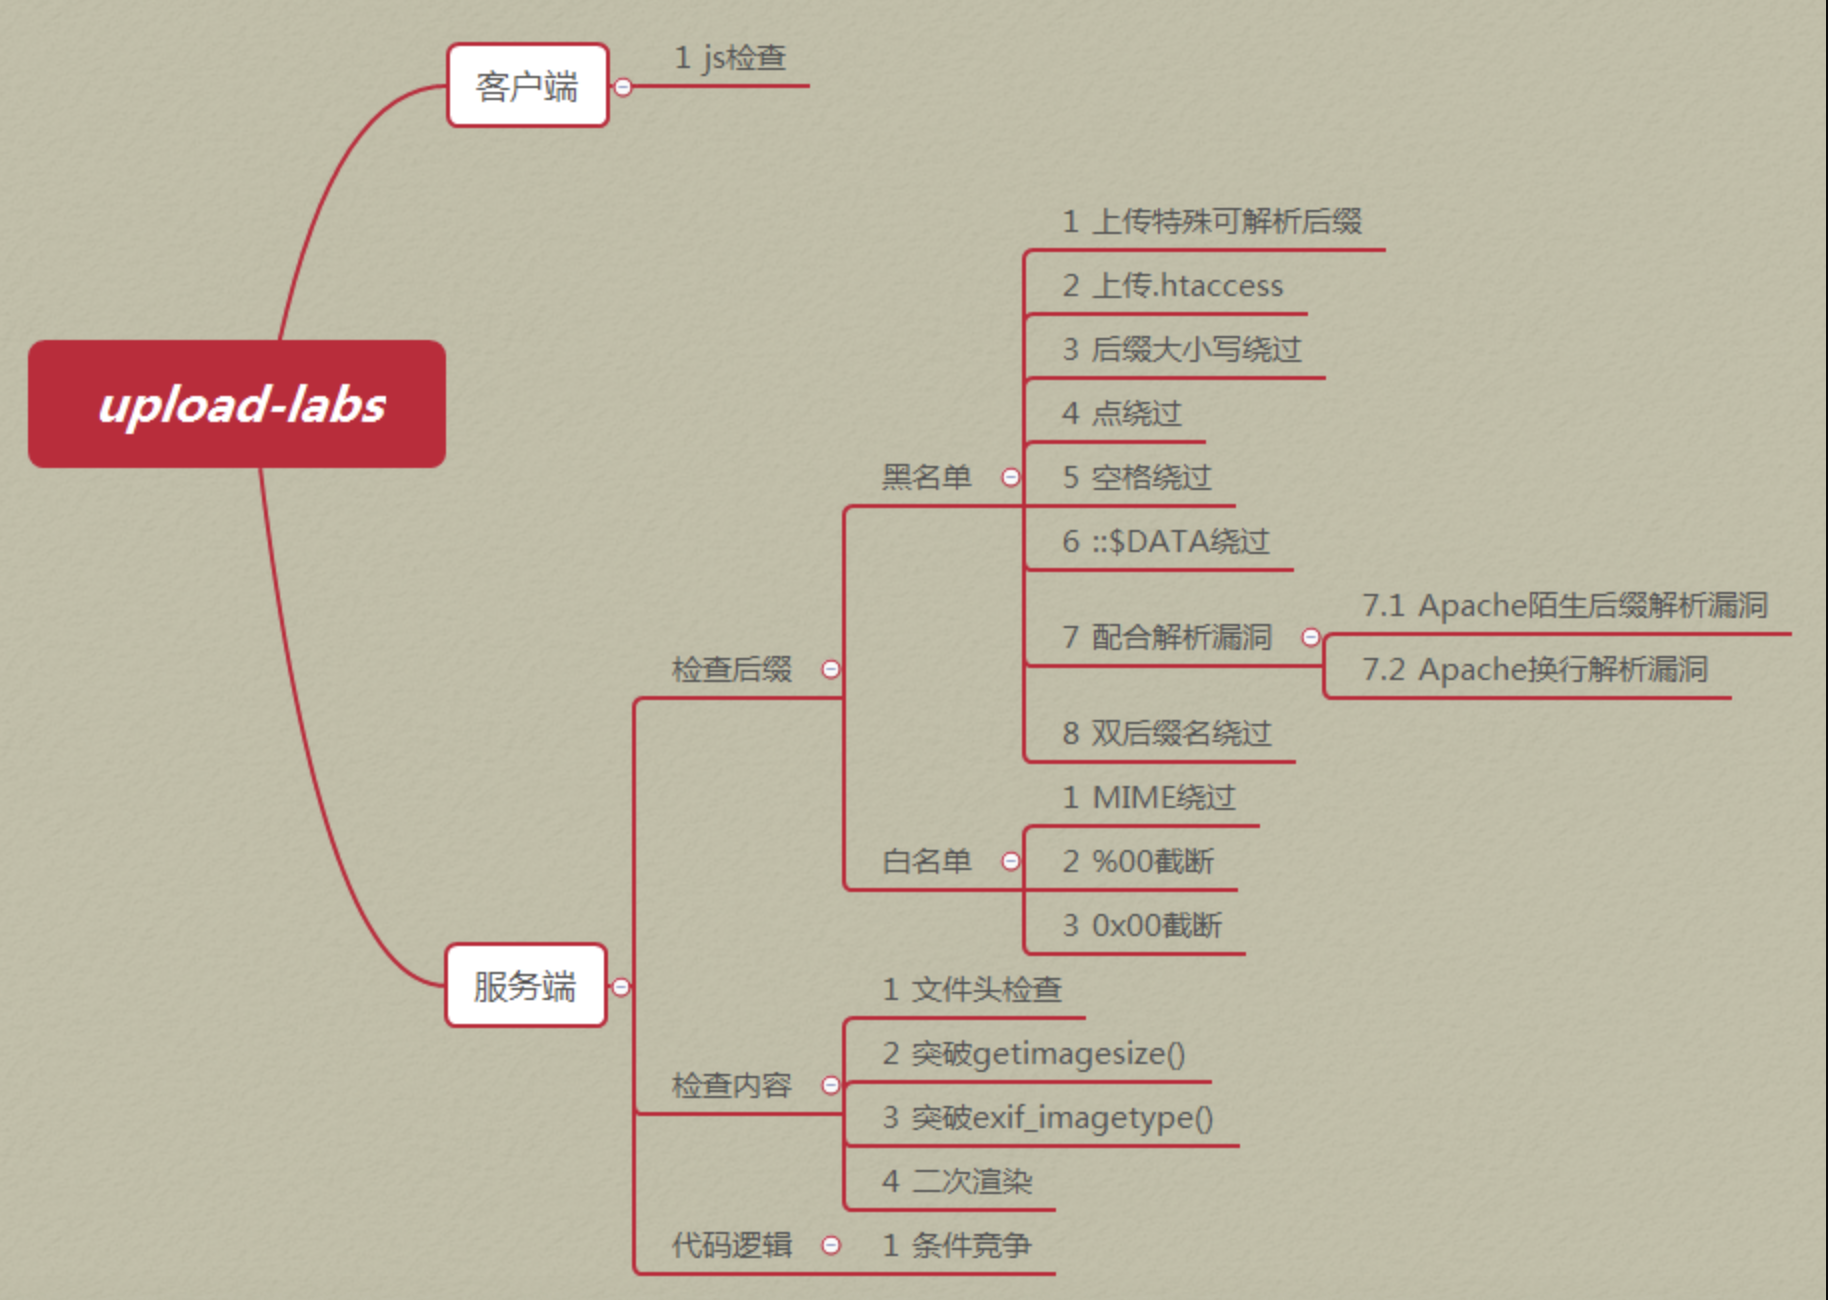 客户端
1 js检查
upload-labs
服务端
检查后缀
黑名单
1 上传特殊可解析后缀
2 上传.htaccess
3 后缀大小写绕过
4 点绕过
5 空格绕过
6 ::$DATA绕过
7 配合解析漏洞
7.1 Apache陌生后缀解析漏洞
7.2 Apache换行解析漏洞
8 双后缀名绕过
白名单
1 MIME绕过
2 %00截断
3 0x00截断
检查内容
1 文件头检查
2 突破getimagesize()
3 突破exif_imagetype()
4 二次渲染
代码逻辑
1 条件竞争